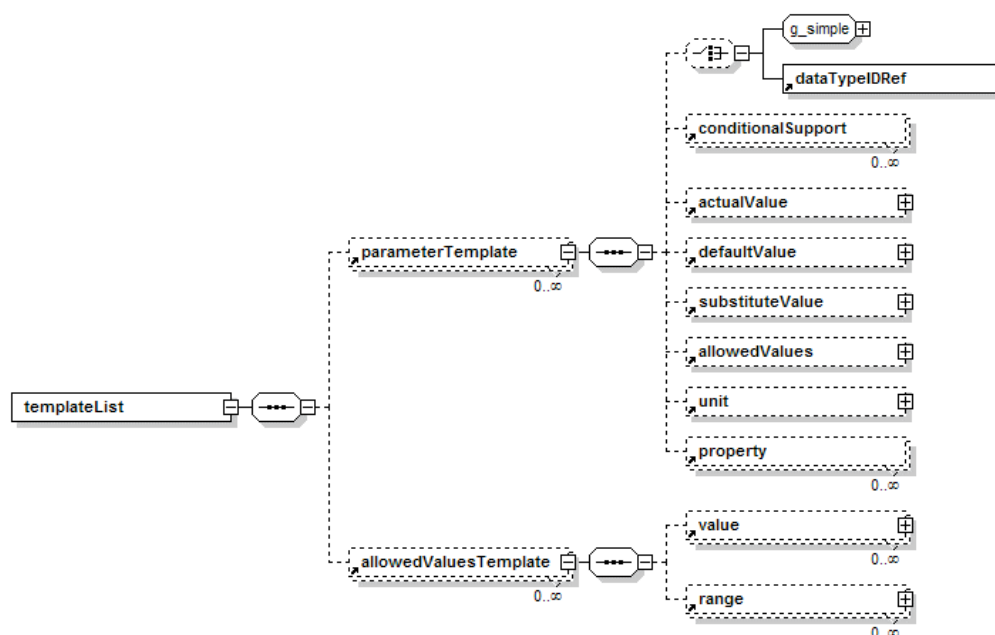 g_simple
dataTypeIDRef
conditionalSupport
0..∞
actualValue
parameterTemplate
0..∞
defaultValue
substituteValue
allowedValues
templateList
unit
property
0..∞
value
0..∞
allowedValuesTemplate
0..∞
range
0..∞